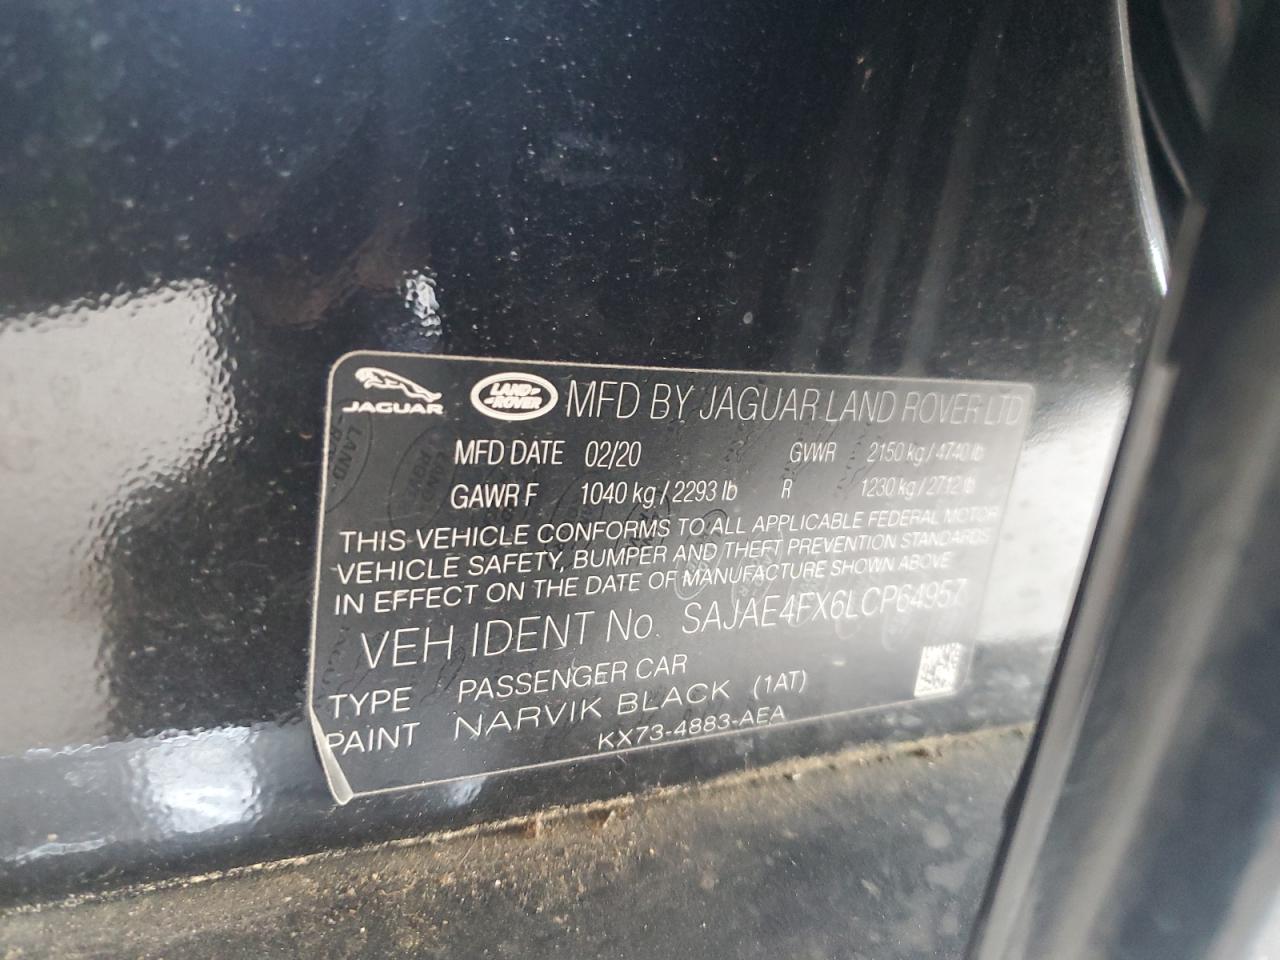 JAGUAR LAND ROVER MFD BY JAGUAR LAND ROVER LTD
MFD DATE 02/20 GVWR 2150 kg / 4740 lb
GAWR F 1040 kg / 2293 lb R 1230 kg / 2712 lb
THIS VEHICLE CONFORMS TO ALL APPLICABLE FEDERAL MOTOR
VEHICLE SAFETY, BUMPER AND THEFT PREVENTION STANDARDS
IN EFFECT ON THE DATE OF MANUFACTURE SHOWN ABOVE
VEH IDENT No. SAJAE4FX6LCP64957
TYPE PASSENGER CAR
PAINT NARVIK BLACK (1AT)
KX73-4883-AEA